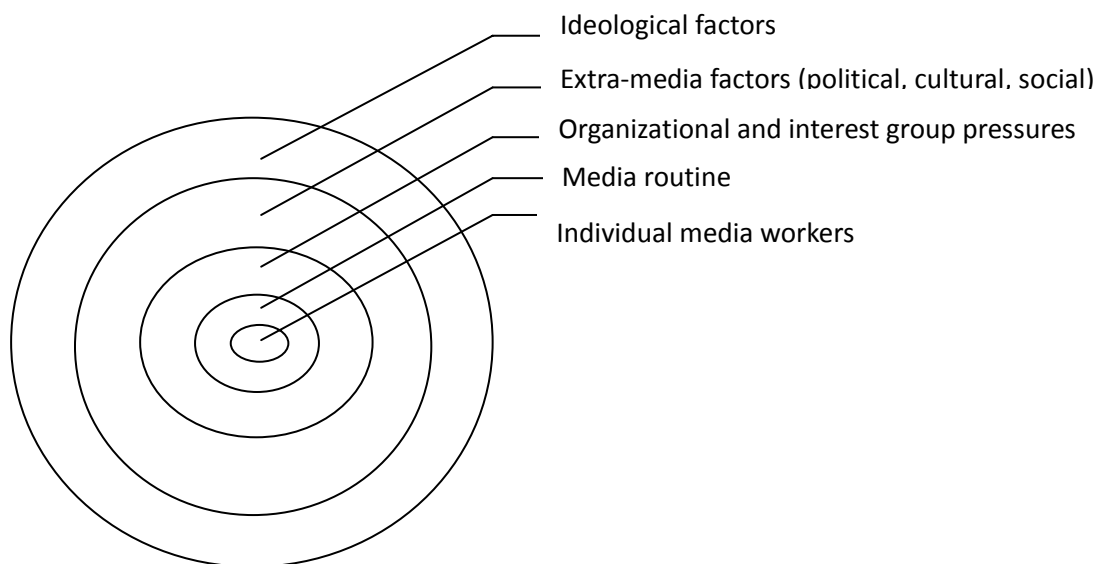 Ideological factors
Extra-media factors (political, cultural, social)
Organizational and interest group pressures
Media routine
Individual media workers